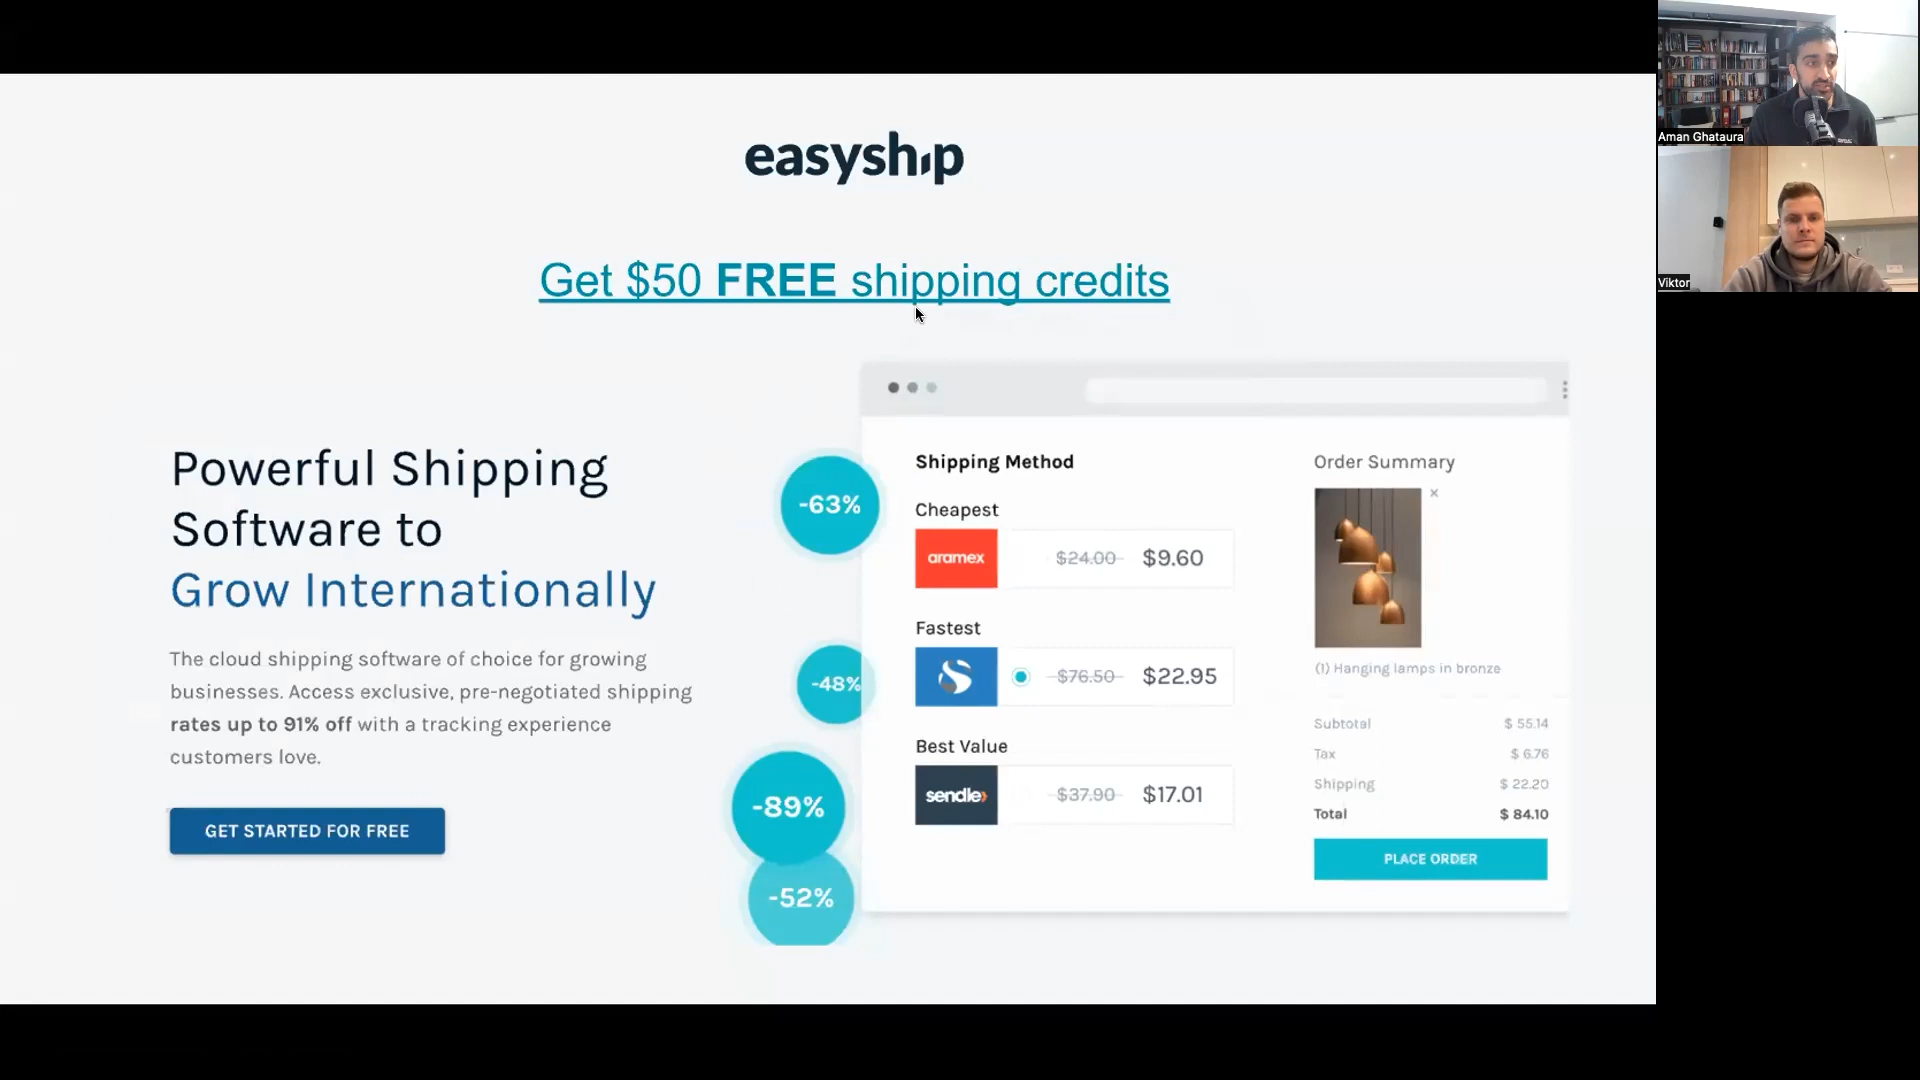 easyship
Get $50 FREE shipping credits
Powerful Shipping
Software to
Grow Internationally
The cloud shipping software of choice for growing
businesses. Access exclusive, pre-negotiated shipping
rates up to 91% off with a tracking experience
customers love.
GET STARTED FOR FREE
-63%
-48%
-89%
-52%
Shipping Method
Cheapest
aramex $24.00 $9.60
Fastest
$76.50 $22.95
Best Value
sendle $37.90 $17.01
Order Summary
×
(1) Hanging lamps in bronze
Subtotal $ 55.14
Tax $ 6.76
Shipping $ 22.20
Total $ 84.10
PLACE ORDER
Aman Ghataura
Viktor